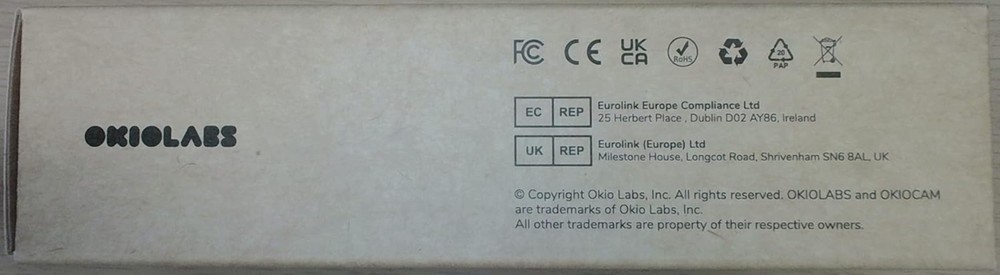 FC CE UK CA RoHS 20 PAP
OKIOLABS
EC REP Eurolink Europe Compliance Ltd
25 Herbert Place , Dublin D02 AY86, Ireland
UK REP Eurolink (Europe) Ltd
Milestone House, Longcot Road, Shrivenham SN6 8AL, UK
© Copyright Okio Labs, Inc. All rights reserved. OKIOLABS and OKIOCAM
are trademarks of Okio Labs, Inc.
All other trademarks are property of their respective owners.